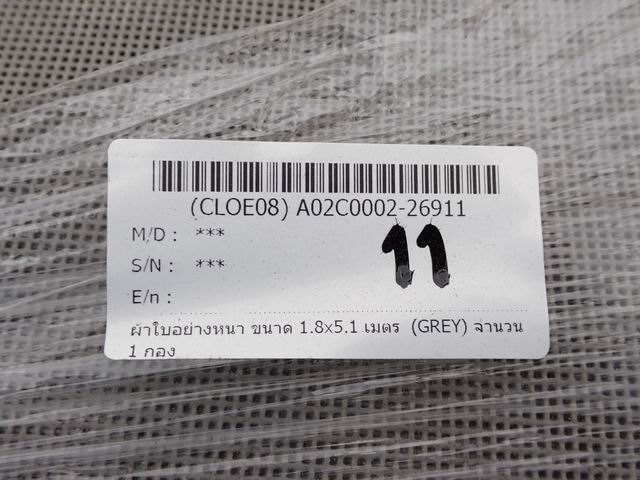 (CLOE08) A02C0002-26911
M/D : ***
11
S/N : ***
E/n :
ผ้าใบอย่างหนา ขนาด 1.8x5.1 เมตร (GREY) จำนวน
1 กอง